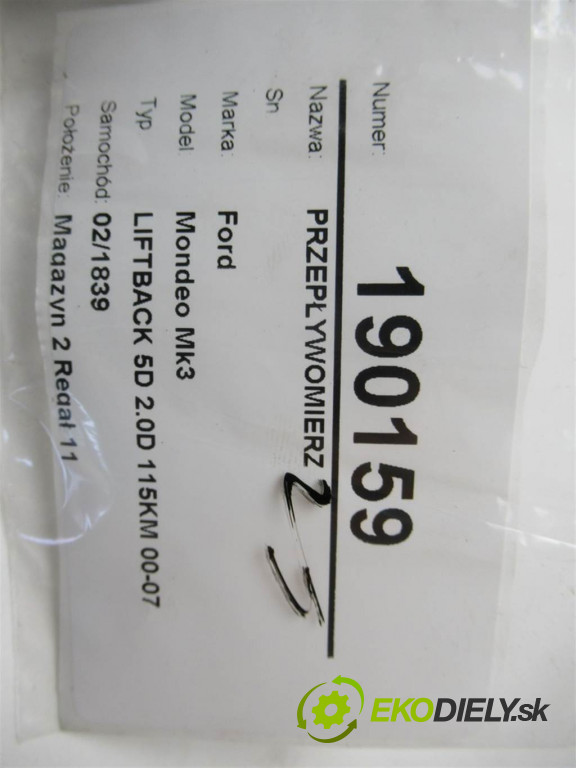 Numer: 190159
Nazwa: PRZEPŁYWOMIERZ
Sn
Marka: Ford
Model Mondeo Mk3
Typ LIFTBACK 5D 2.0D 115KM 00-07
Samochód: 02/1839
Położenie: Magazyn 2 Regał 11
EKODIELY.sk